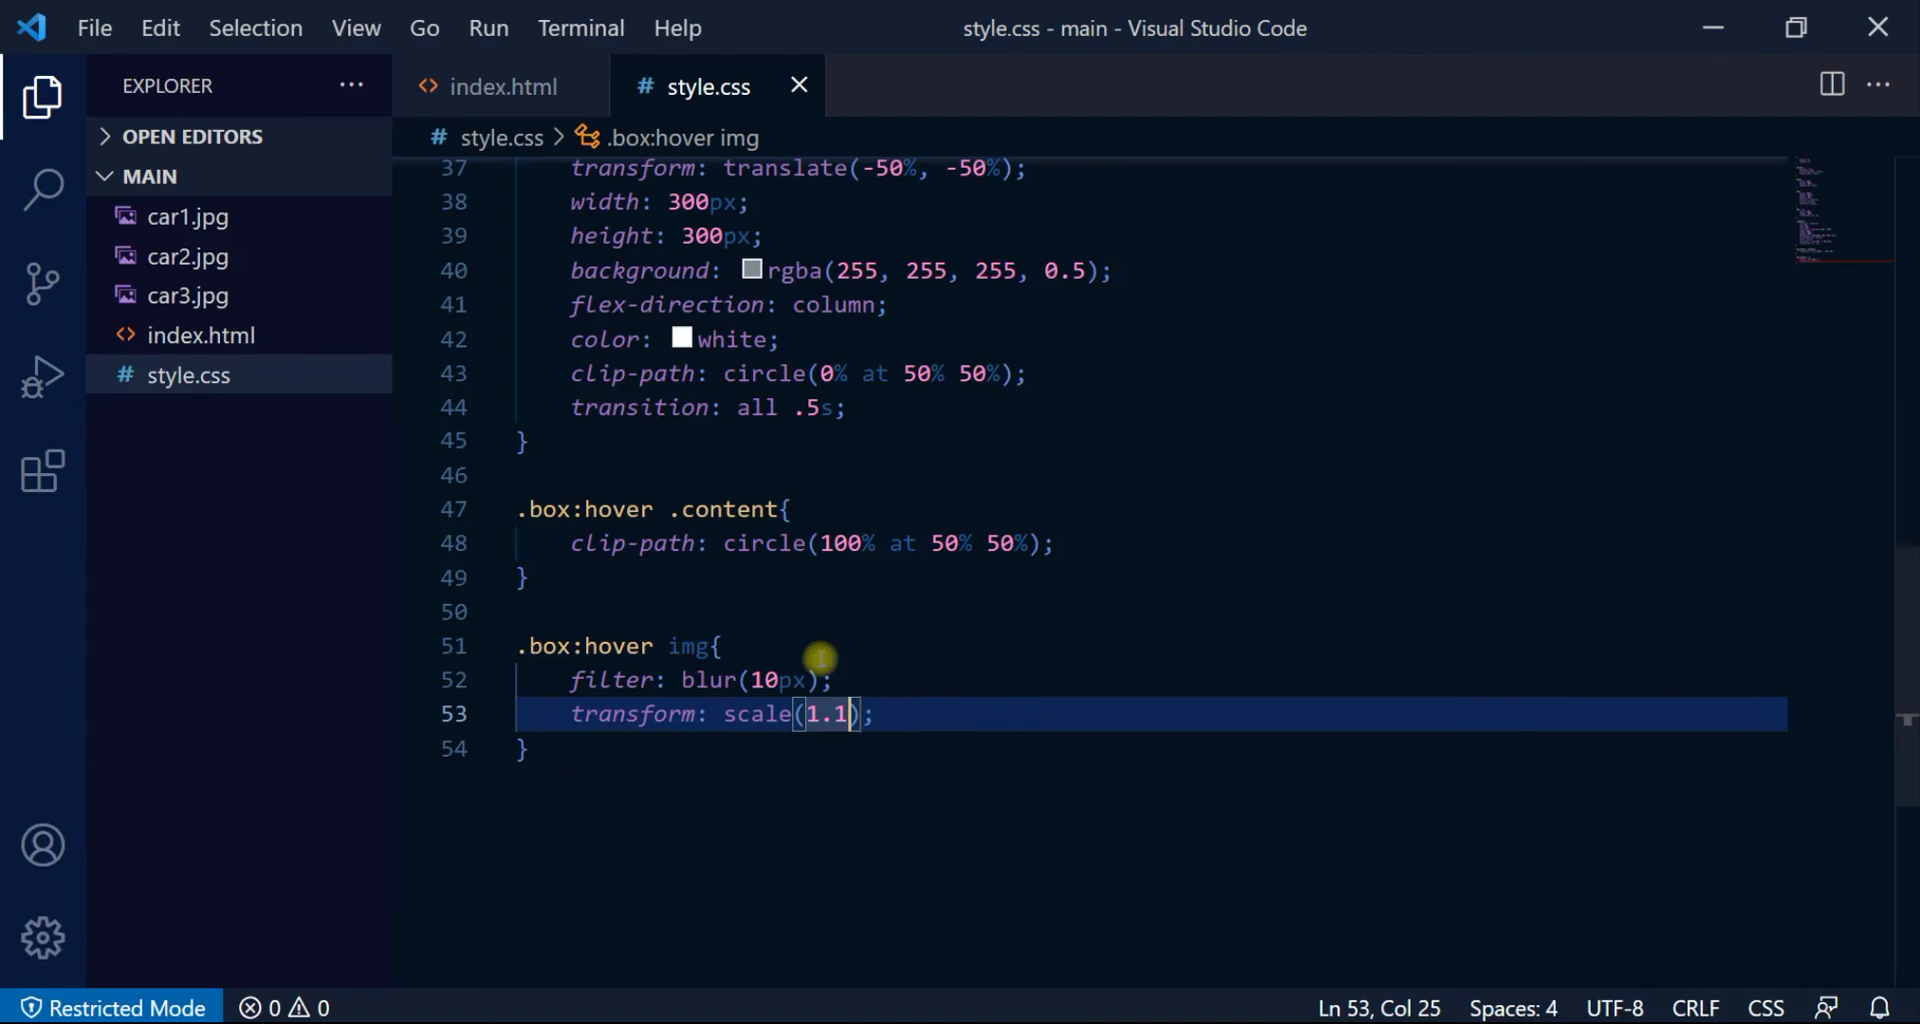 File Edit Selection View Go Run Terminal Help style.css - main - Visual Studio Code
EXPLORER
index.html
# style.css
OPEN EDITORS
MAIN
car1.jpg
car2.jpg
car3.jpg
index.html
# style.css
# style.css > .box:hover img
37 transform: translate(-50%, -50%);
38 width: 300px;
39 height: 300px;
40 background: rgba(255, 255, 255, 0.5);
41 flex-direction: column;
42 color: white;
43 clip-path: circle(0% at 50% 50%);
44 transition: all .5s;
45 }
46
47 .box:hover .content{
48 clip-path: circle(100% at 50% 50%);
49 }
50
51 .box:hover img{
52 filter: blur(10px);
53 transform: scale(1.1);
54 }
Restricted Mode 0 0 Ln 53, Col 25 Spaces: 4 UTF-8 CRLF CSS